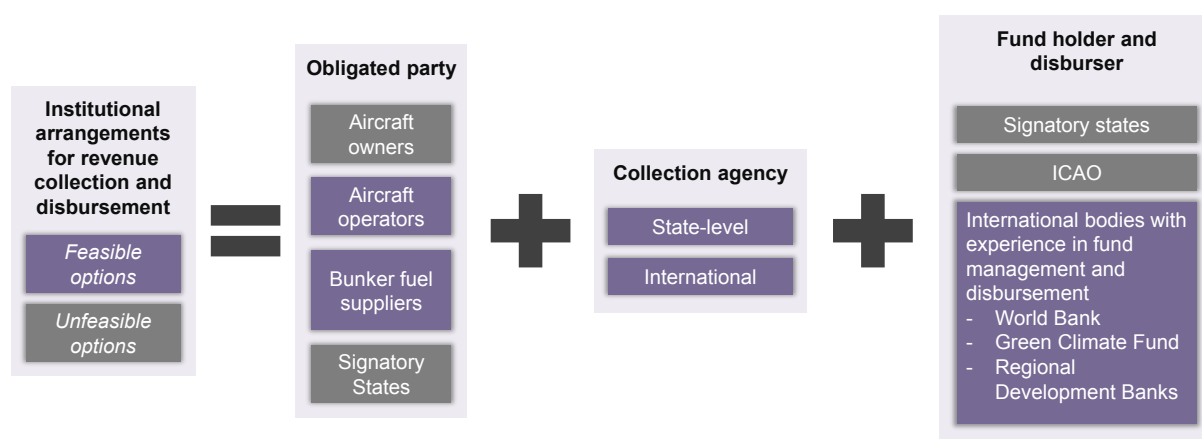 Institutional
arrangements
for revenue
collection and
disbursement
Feasible
options
Unfeasible
options
Obligated party
Aircraft
owners
Aircraft
operators
Bunker fuel
suppliers
Signatory
States
Collection agency
State-level
International
Fund holder and
disburser
Signatory states
ICAO
International bodies with
experience in fund
management and
disbursement
- World Bank
- Green Climate Fund
- Regional
Development Banks